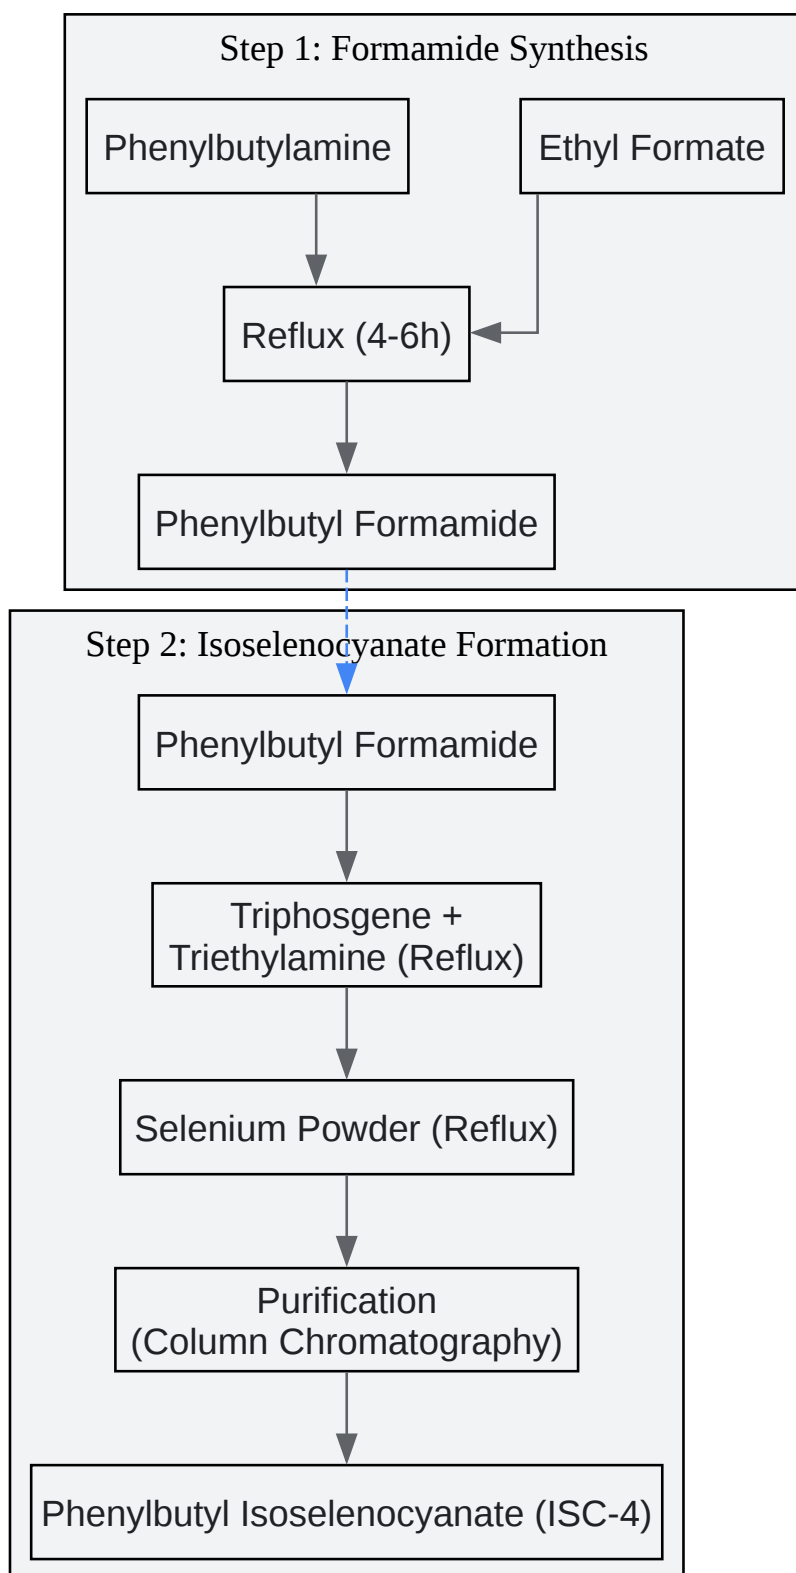 Step 1: Formamide Synthesis
Phenylbutylamine
Ethyl Formate
Reflux (4-6h)
Phenylbutyl Formamide
Step 2: Isoselenocyanate Formation
Phenylbutyl Formamide
Triphosgene +
Triethylamine (Reflux)
Selenium Powder (Reflux)
Purification
(Column Chromatography)
Phenylbutyl Isoselenocyanate (ISC-4)